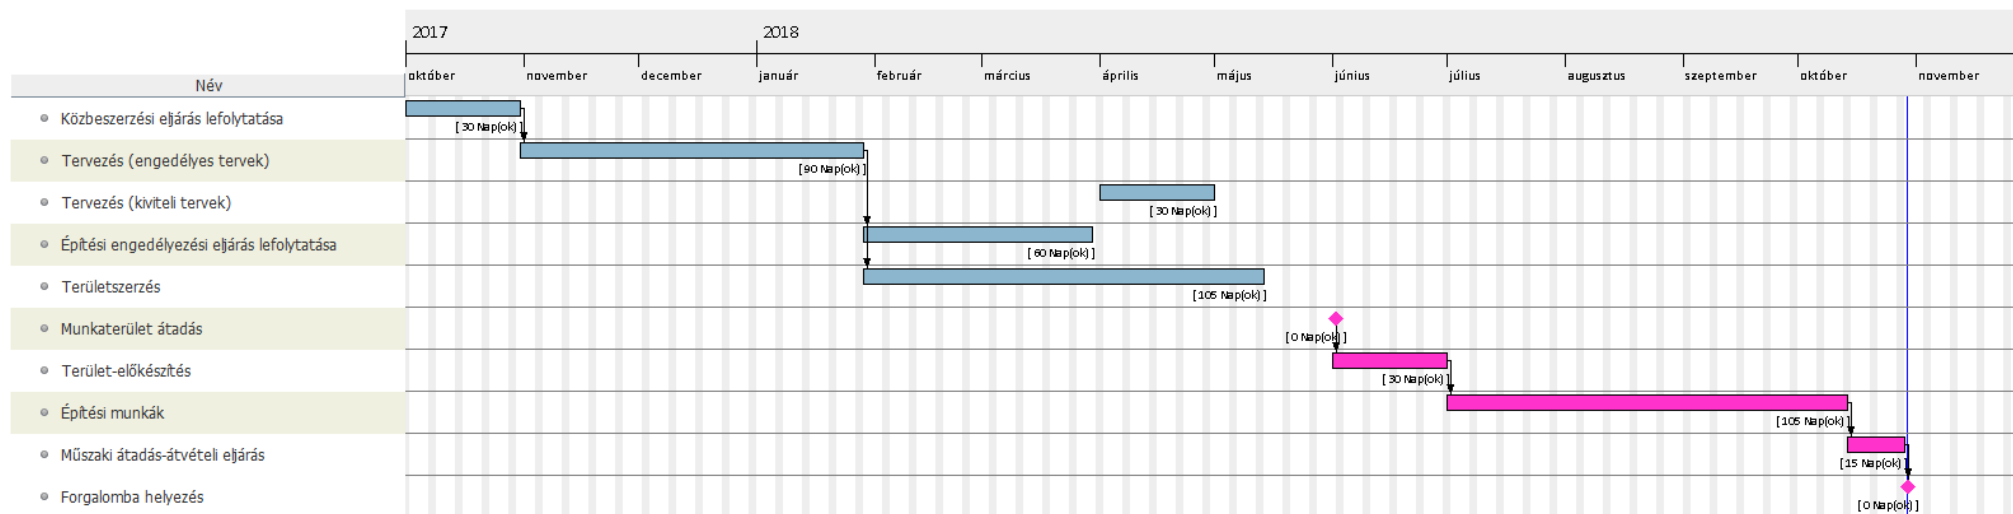 2017 2018
október november december január február március április május június július augusztus szeptember október november
Név
Közbeszerzési eljárás lefolytatása
[ 30 Nap(ok) ]
Tervezés (engedélyes tervek)
[ 90 Nap(ok) ]
Tervezés (kiviteli tervek)
[ 30 Nap(ok) ]
Építési engedélyezési eljárás lefolytatása
[ 60 Nap(ok) ]
Területszerzés
[ 105 Nap(ok) ]
Munkaterület átadás
[ 0 Nap(ok) ]
Terület-előkészítés
[ 30 Nap(ok) ]
Építési munkák
[ 105 Nap(ok) ]
Műszaki átadás-átvételi eljárás
[ 15 Nap(ok) ]
Forgalomba helyezés
[ 0 Nap(ok) ]